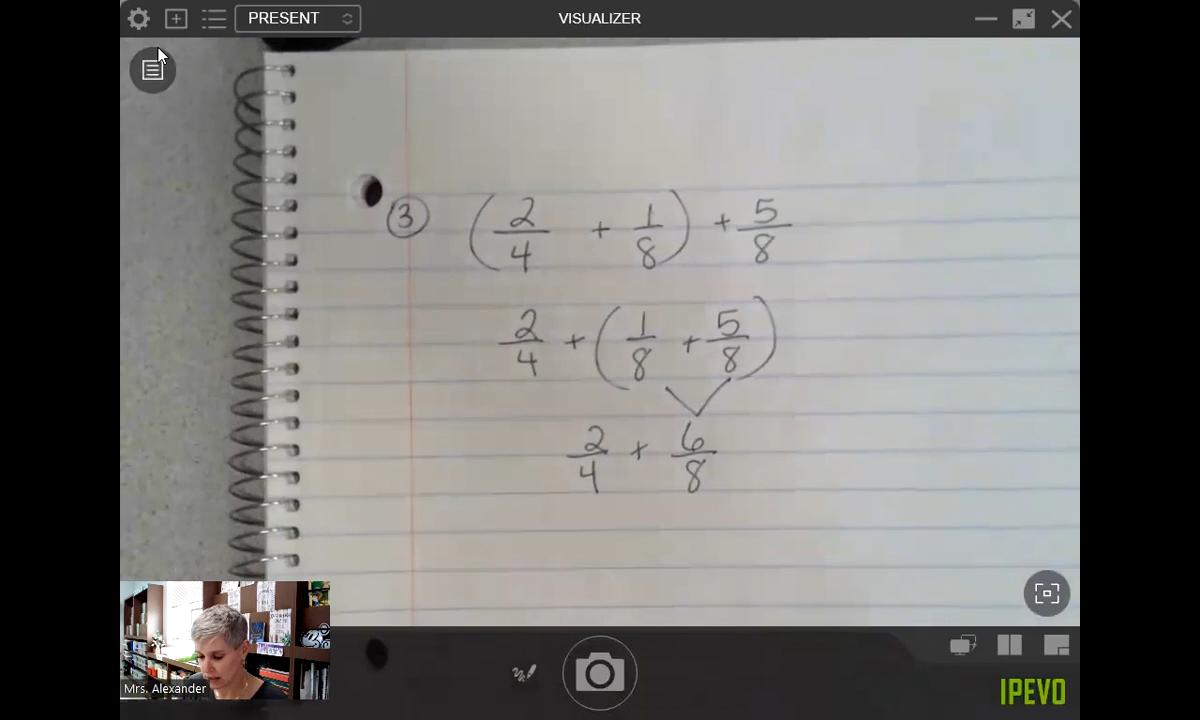 PRESENT VISUALIZER
③ (2/4 + 1/8) + 5/8
2/4 + (1/8 + 5/8)
2/4 + 6/8
Mrs. Alexander
IPEVO